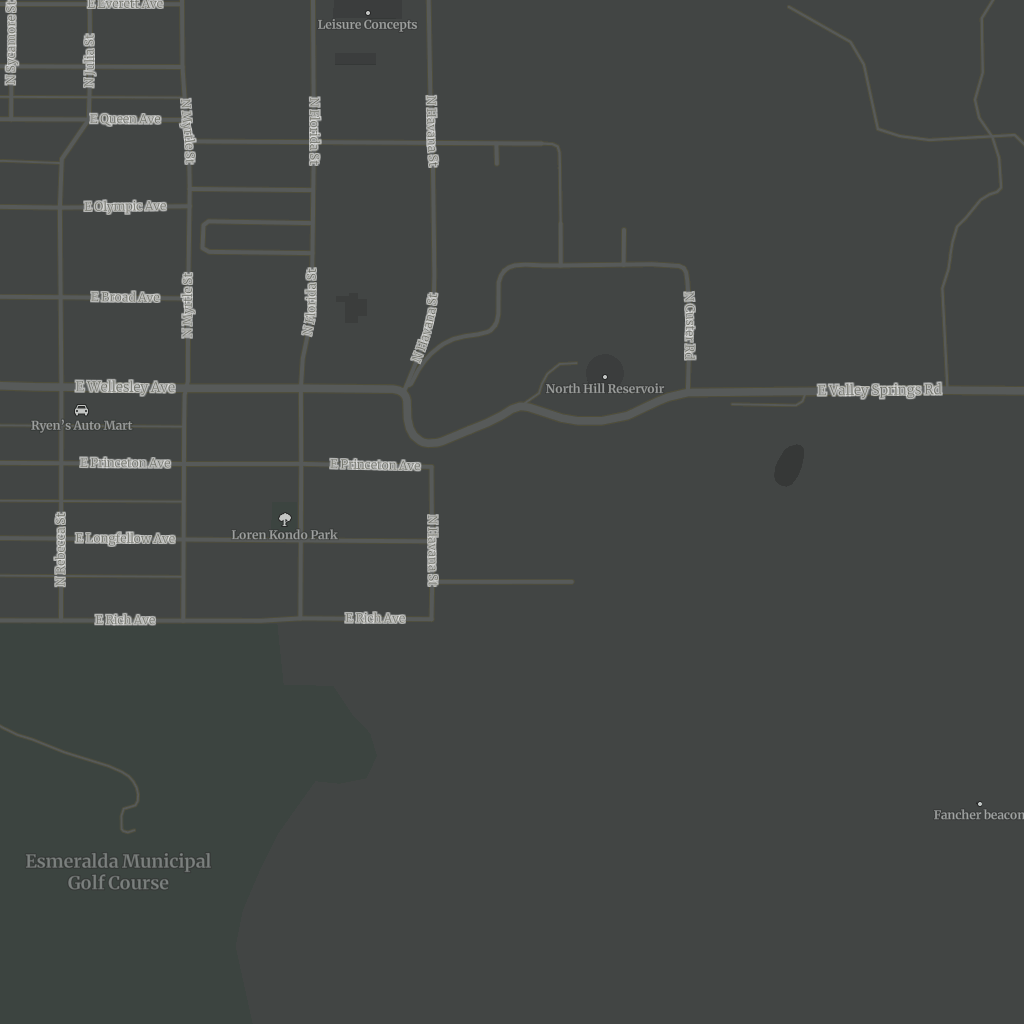 E Everett Ave
Leisure Concepts
N Sycamore St
N Julia St
E Queen Ave
N Myrtle St
N Florida St
N Havana St
E Olympic Ave
E Broad Ave
N Myrtle St
N Florida St
N Havana St
N Custer Rd
E Wellesley Ave
North Hill Reservoir
E Valley Springs Rd
Ryen's Auto Mart
E Princeton Ave
E Princeton Ave
N Rebecca St
E Longfellow Ave
Loren Kondo Park
N Havana St
E Rich Ave
E Rich Ave
Fancher beacon
Esmeralda Municipal
Golf Course